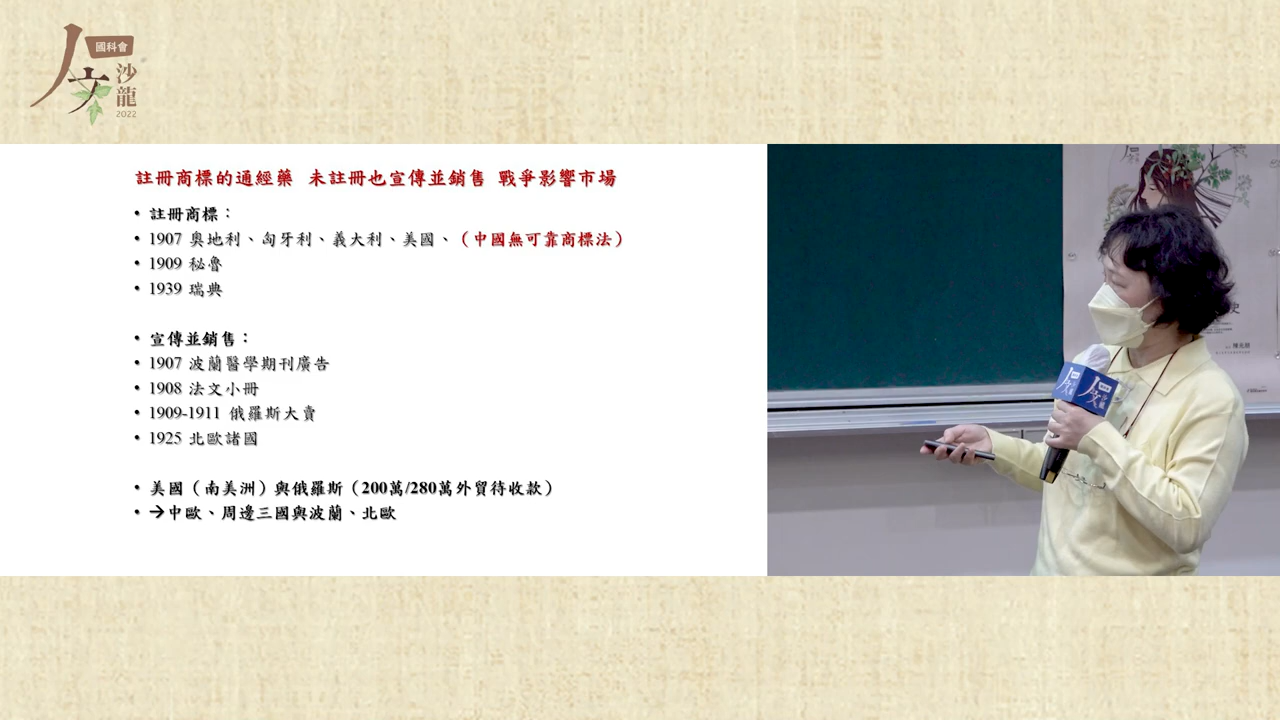 國科會
人文沙龍
2022
註冊商標的通經藥 未註冊也宣傳並銷售 戰爭影響市場
• 註冊商標：
• 1907 奧地利、匈牙利、義大利、美國、（中國無可靠商標法）
• 1909 秘魯
• 1939 瑞典
• 宣傳並銷售：
• 1907 波蘭醫學期刊廣告
• 1908 法文小冊
• 1909-1911 俄羅斯大賣
• 1925 北歐諸國
• 美國（南美洲）與俄羅斯（200萬/280萬外貿待收款）
• →中歐、周邊三國與波蘭、北歐
人文
沙龍
史